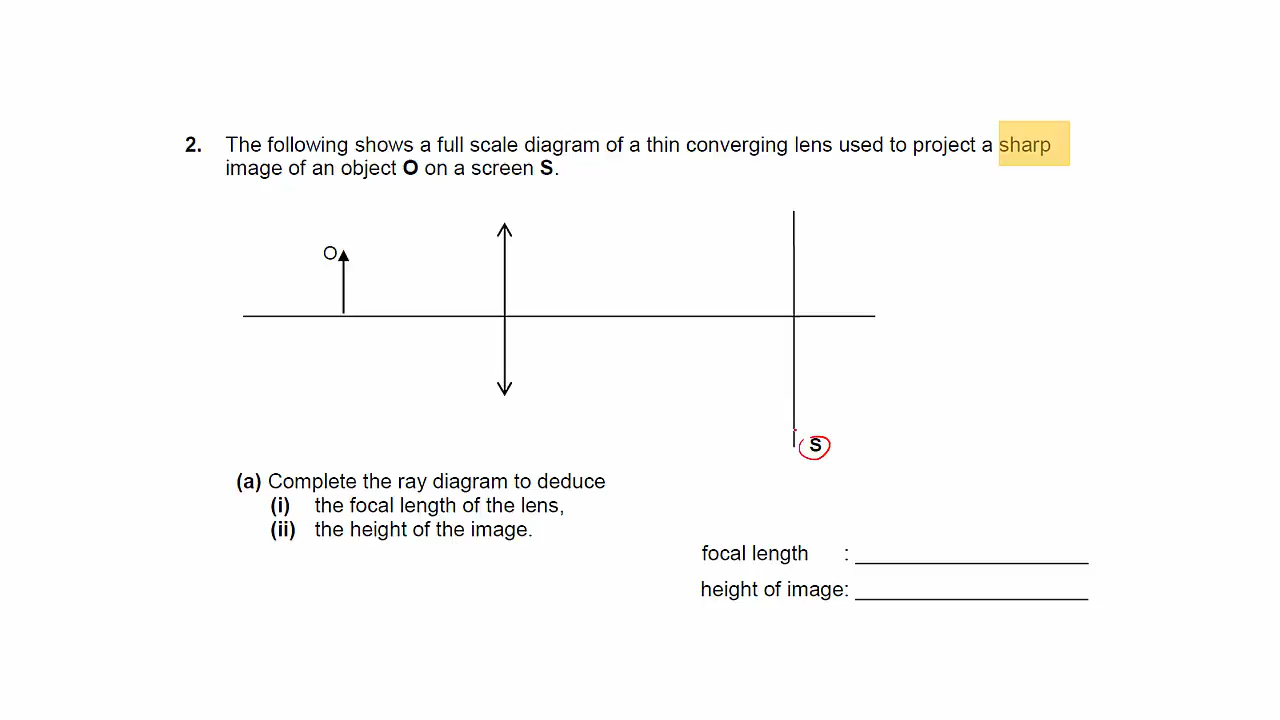 2. The following shows a full scale diagram of a thin converging lens used to project a sharp
image of an object O on a screen S.
O
S
(a) Complete the ray diagram to deduce
(i) the focal length of the lens,
(ii) the height of the image.
focal length : ____________________
height of image: ____________________